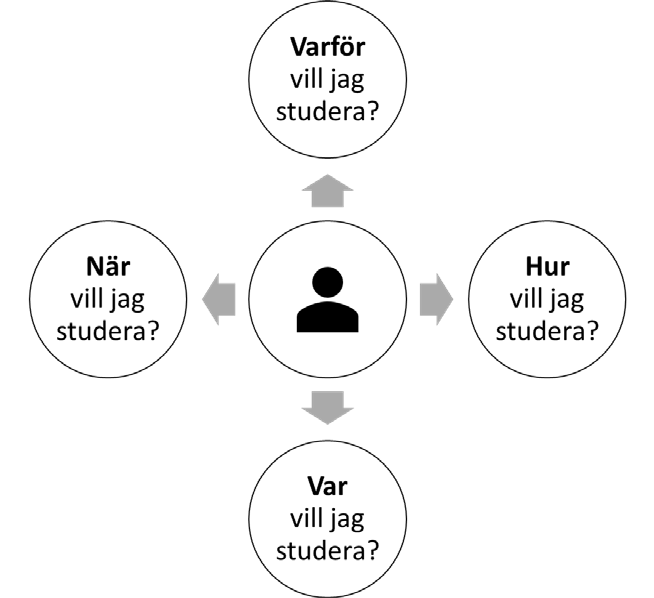 Varför
vill jag
studera?
När
vill jag
studera?
Hur
vill jag
studera?
Var
vill jag
studera?